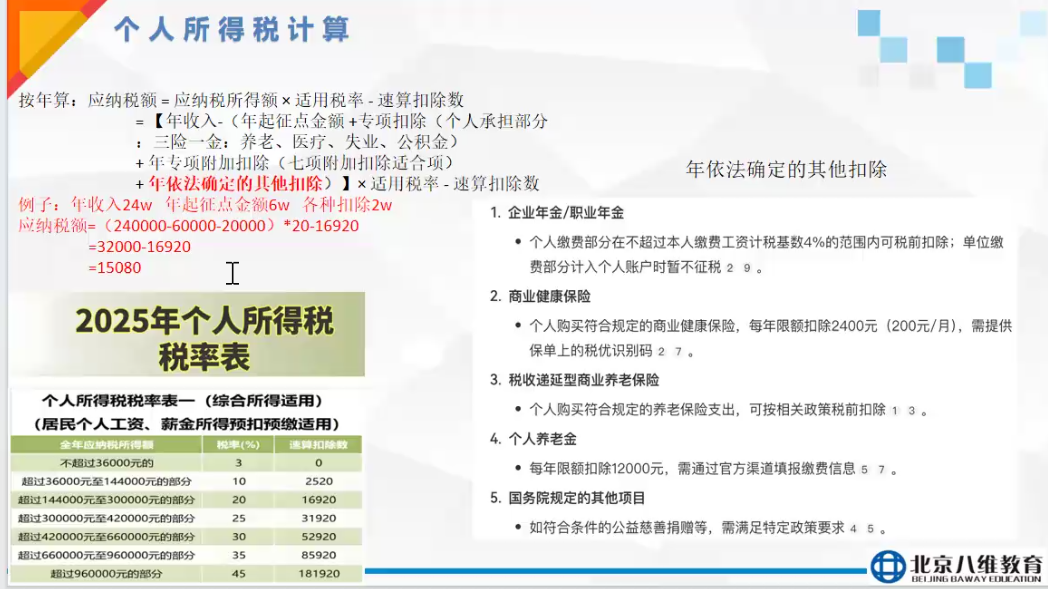 个人所得税计算
按年算：应纳税额 = 应纳税所得额 × 适用税率 - 速算扣除数
= 【年收入-（年起征点金额 +专项扣除（个人承担部分
：三险一金：养老、医疗、失业、公积金）
+ 年专项附加扣除（七项附加扣除适合项）
+ 年依法确定的其他扣除）】× 适用税率 - 速算扣除数
例子：年收入24w 年起征点金额6w 各种扣除2w
应纳税额=（240000-60000-20000）*20-16920
=32000-16920
=15080
2025年个人所得税
税率表
个人所得税税率表一（综合所得适用）
（居民个人工资、薪金所得预扣预缴适用）
全年应纳税所得额 税率(%) 速算扣除数
不超过36000元的 3 0
超过36000元至144000元的部分 10 2520
超过144000元至300000元的部分 20 16920
超过300000元至420000元的部分 25 31920
超过420000元至660000元的部分 30 52920
超过660000元至960000元的部分 35 85920
超过960000元的部分 45 181920
年依法确定的其他扣除
1. 企业年金/职业年金
• 个人缴费部分在不超过本人缴费工资计税基数4%的范围内可税前扣除；单位缴
费部分计入个人账户时暂不征税 2 9 。
2. 商业健康保险
• 个人购买符合规定的商业健康保险，每年限额扣除2400元（200元/月），需提供
保单上的税优识别码 2 7 。
3. 税收递延型商业养老保险
• 个人购买符合规定的养老保险支出，可按相关政策税前扣除 1 3 。
4. 个人养老金
• 每年限额扣除12000元，需通过官方渠道填报缴费信息 5 7 。
5. 国务院规定的其他项目
• 如符合条件的公益慈善捐赠等，需满足特定政策要求 4 5 。
北京八维教育
BEIJING BAWAY EDUCATION